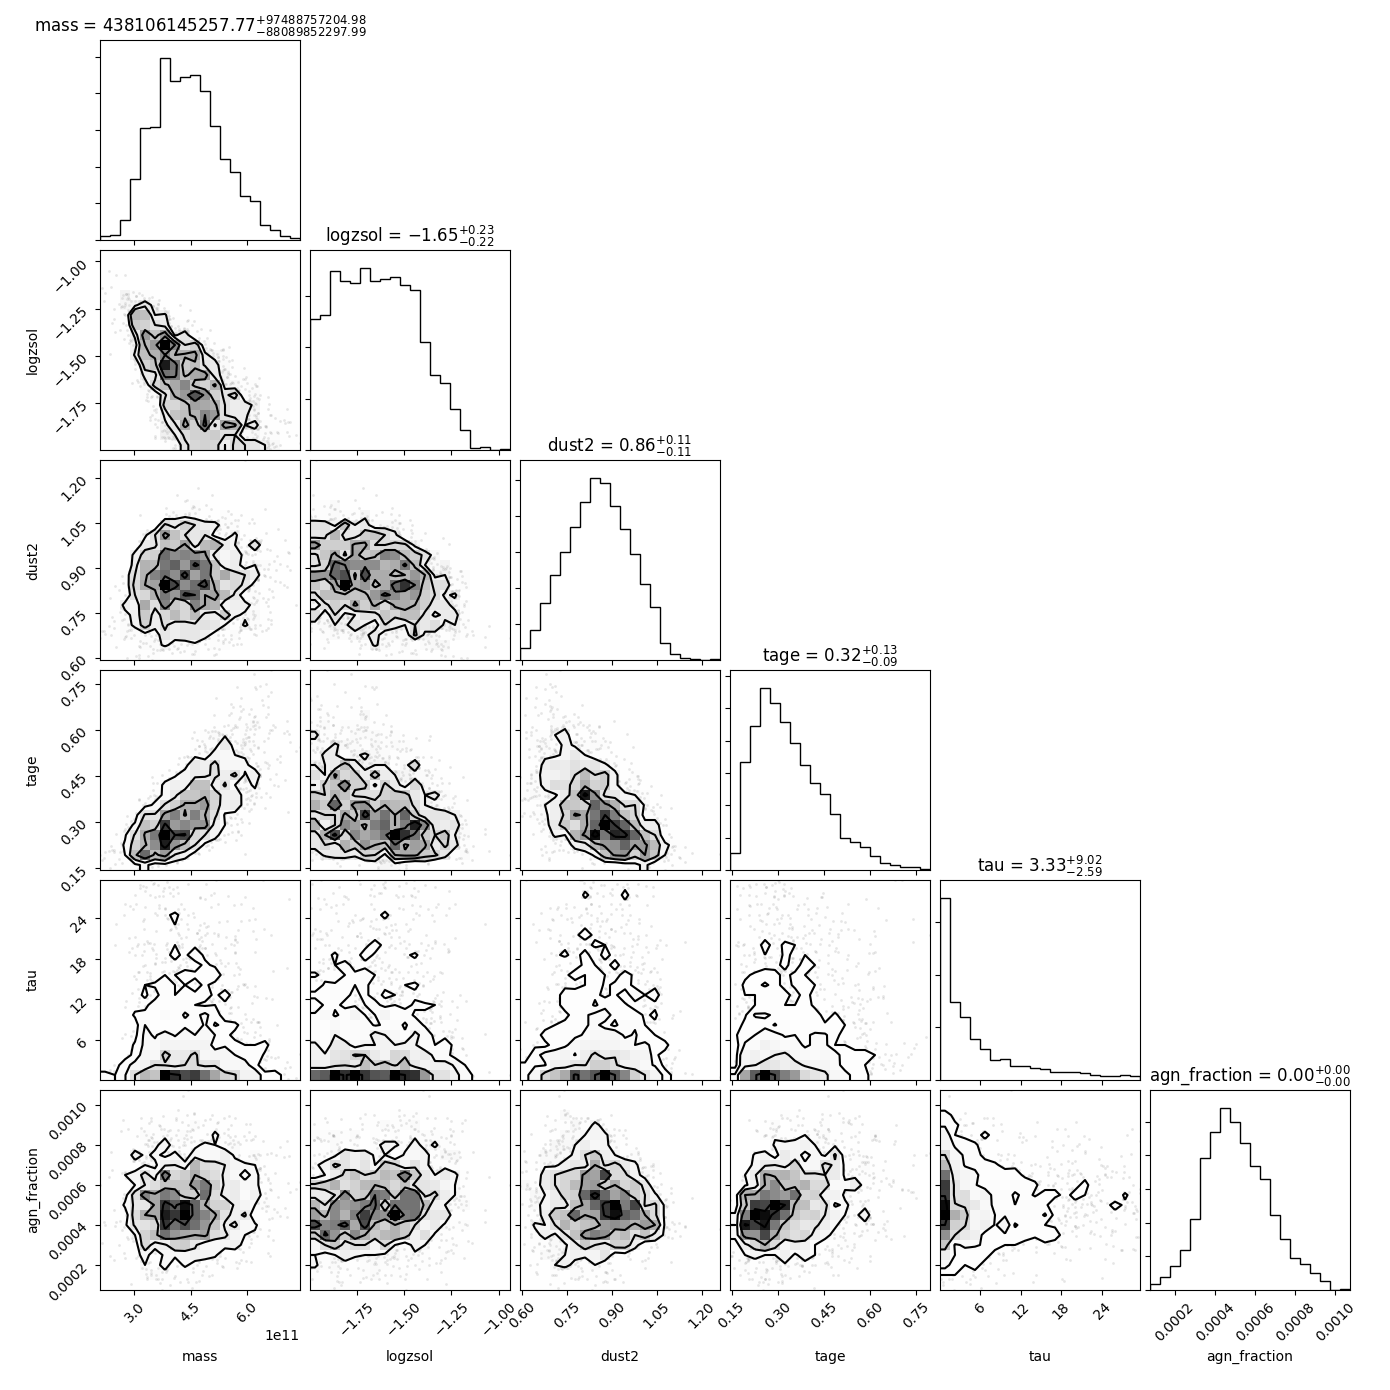 mass = 438106145257.77+97488757204.98−88089852297.99
logzsol = −1.65+0.23−0.22
−1.00
−1.25
−1.50
−1.75
logzsol
dust2 = 0.86+0.11−0.11
1.20
1.05
0.90
0.75
0.60
dust2
tage = 0.32+0.13−0.09
0.75
0.60
0.45
0.30
0.15
tage
tau = 3.33+9.02−2.59
24
18
12
6
tau
agn_fraction = 0.00+0.00−0.00
0.0010
0.0008
0.0006
0.0004
0.0002
agn_fraction
3.0 4.5 6.0 −1.75 −1.50 −1.25 −1.00 0.60 0.75 0.90 1.05 1.20 0.15 0.30 0.45 0.60 0.75 6 12 18 24 0.0002 0.0004 0.0006 0.0008 0.0010
1e11
mass logzsol dust2 tage tau agn_fraction